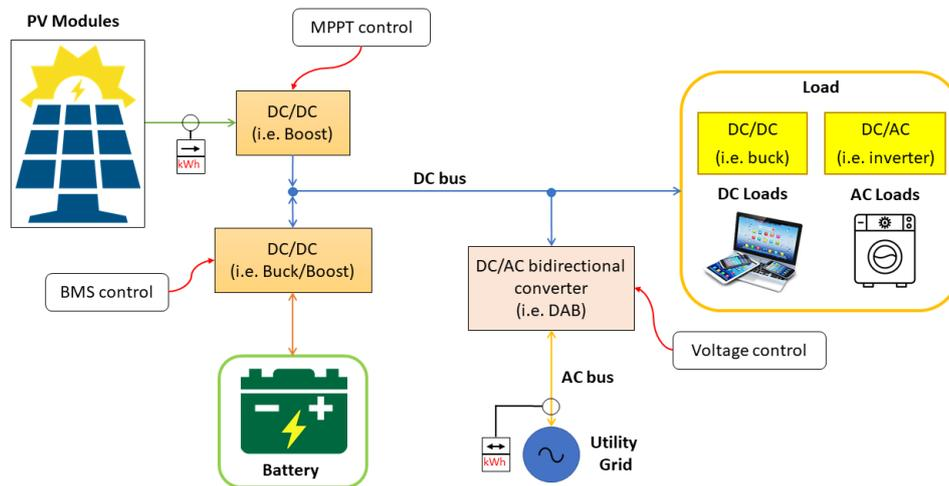 PV Modules
MPPT control
DC/DC
(i.e. Boost)
kWh
DC bus
DC/DC
(i.e. Buck/Boost)
BMS control
Battery
DC/AC bidirectional
converter
(i.e. DAB)
Voltage control
AC bus
kWh
Utility
Grid
Load
DC/DC
(i.e. buck)
DC/AC
(i.e. inverter)
DC Loads
AC Loads